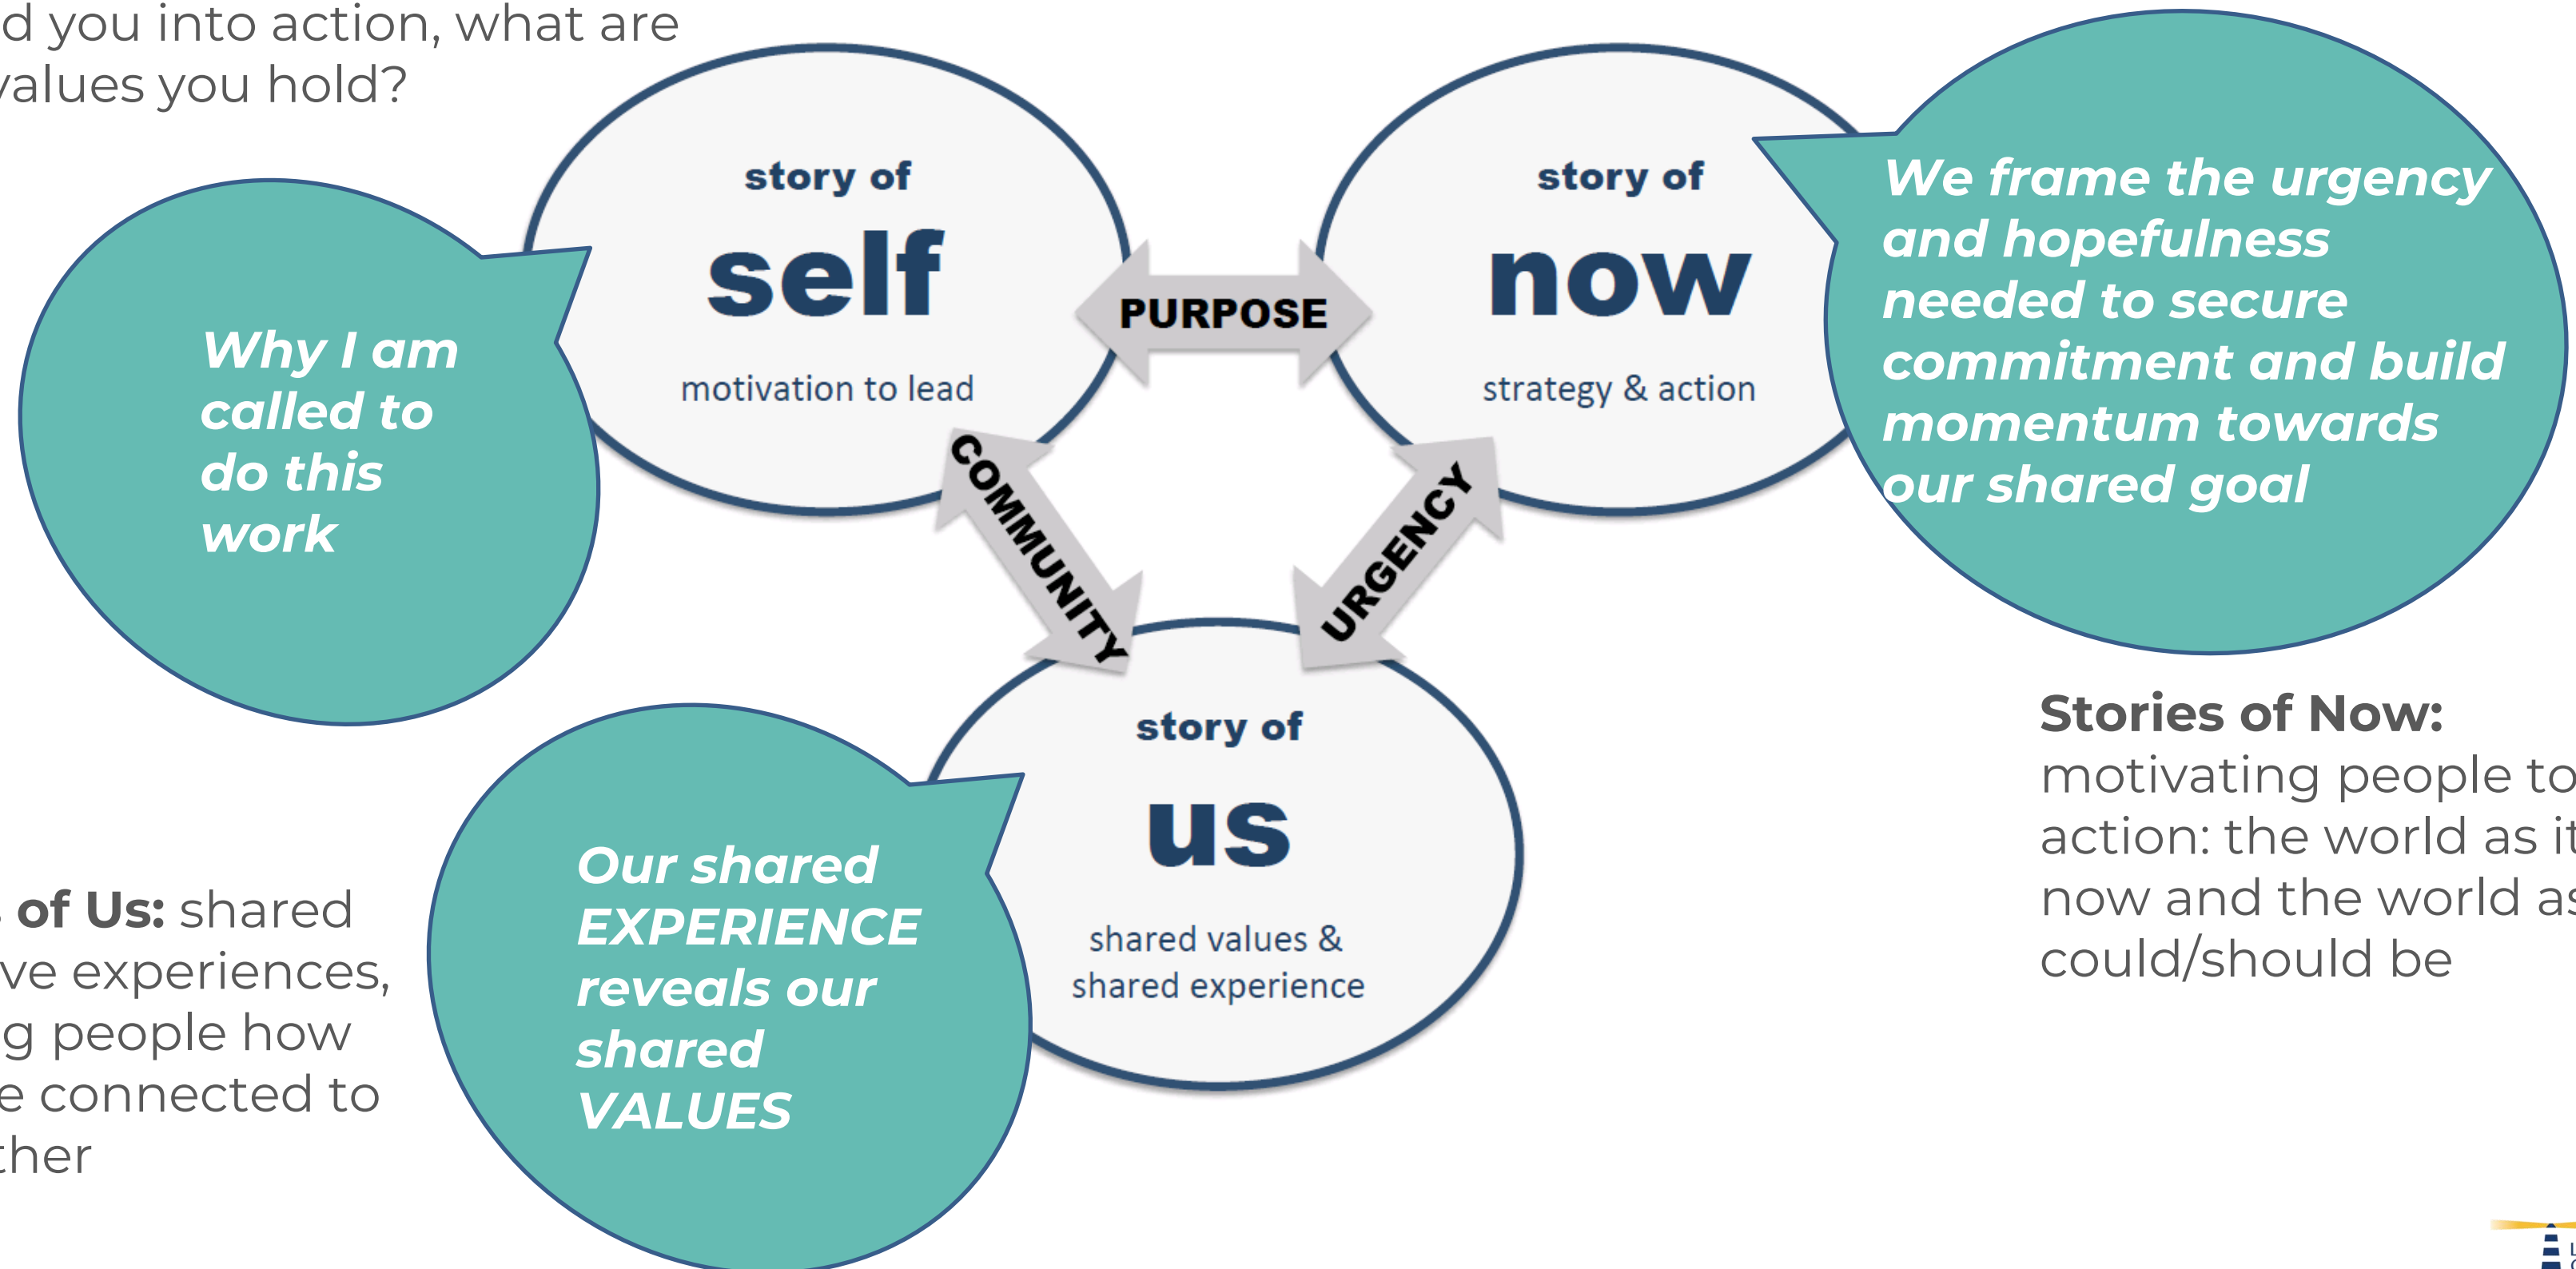 d you into action, what are
values you hold?
story of
self
motivation to lead
Why I am
called to
do this
work
PURPOSE
story of
now
strategy & action
We frame the urgency
and hopefulness
needed to secure
commitment and build
momentum towards
our shared goal
COMMUNITY
URGENCY
story of
us
shared values &
shared experience
Our shared
EXPERIENCE
reveals our
shared
VALUES
of Us: shared
ve experiences,
g people how
e connected to
ther
Stories of Now:
motivating people to
action: the world as it
now and the world as
could/should be